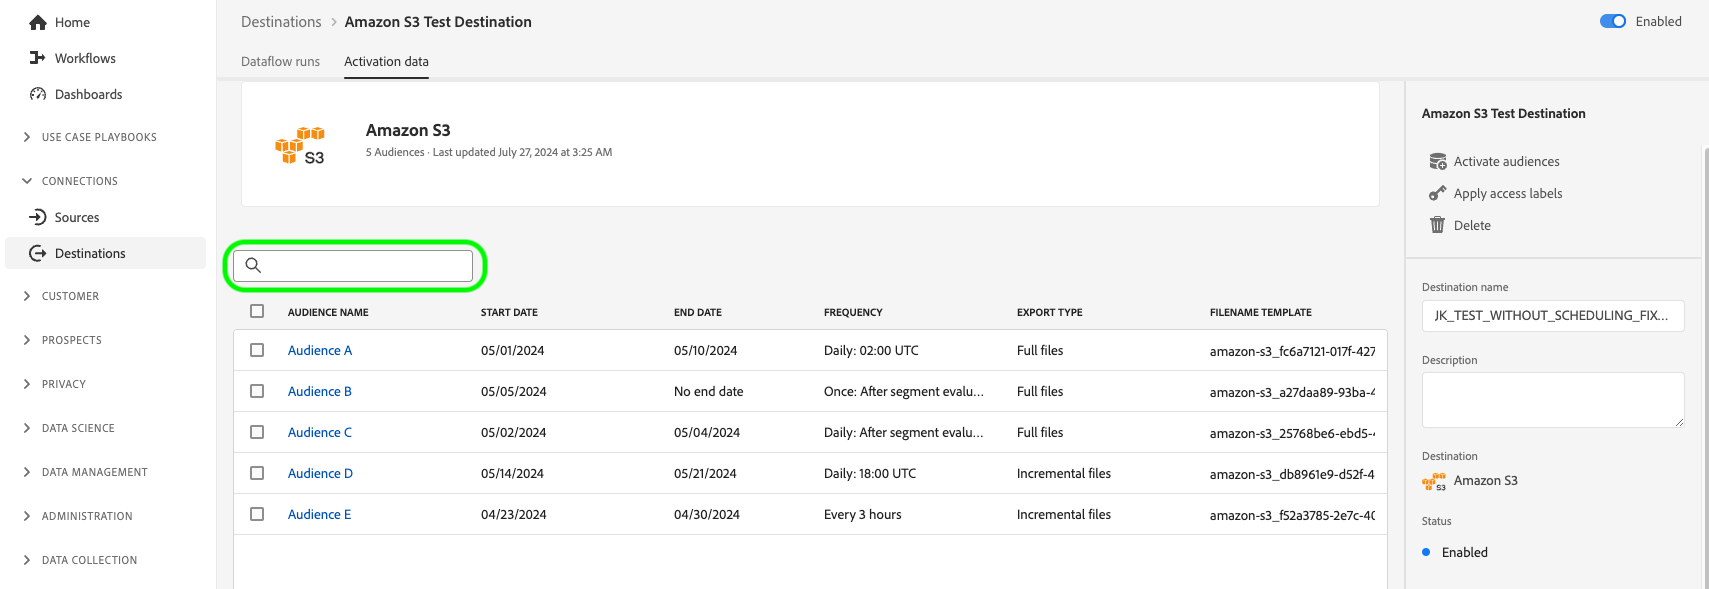 Home
Workflows
Dashboards
USE CASE PLAYBOOKS
CONNECTIONS
Sources
Destinations
CUSTOMER
PROSPECTS
PRIVACY
DATA SCIENCE
DATA MANAGEMENT
ADMINISTRATION
DATA COLLECTION
Destinations > Amazon S3 Test Destination
Enabled
Dataflow runs Activation data
S3
Amazon S3
5 Audiences · Last updated July 27, 2024 at 3:25 AM
AUDIENCE NAME START DATE END DATE FREQUENCY EXPORT TYPE FILENAME TEMPLATE
Audience A 05/01/2024 05/10/2024 Daily: 02:00 UTC Full files amazon-s3_fc6a7121-017f-427
Audience B 05/05/2024 No end date Once: After segment evalu... Full files amazon-s3_a27daa89-93ba-4
Audience C 05/02/2024 05/04/2024 Daily: After segment evalu... Full files amazon-s3_25768be6-ebd5-4
Audience D 05/14/2024 05/21/2024 Daily: 18:00 UTC Incremental files amazon-s3_db8961e9-d52f-4
Audience E 04/23/2024 04/30/2024 Every 3 hours Incremental files amazon-s3_f52a3785-2e7c-40
Amazon S3 Test Destination
Activate audiences
Apply access labels
Delete
Destination name
JK_TEST_WITHOUT_SCHEDULING_FIX...
Description
Destination
S3 Amazon S3
Status
Enabled